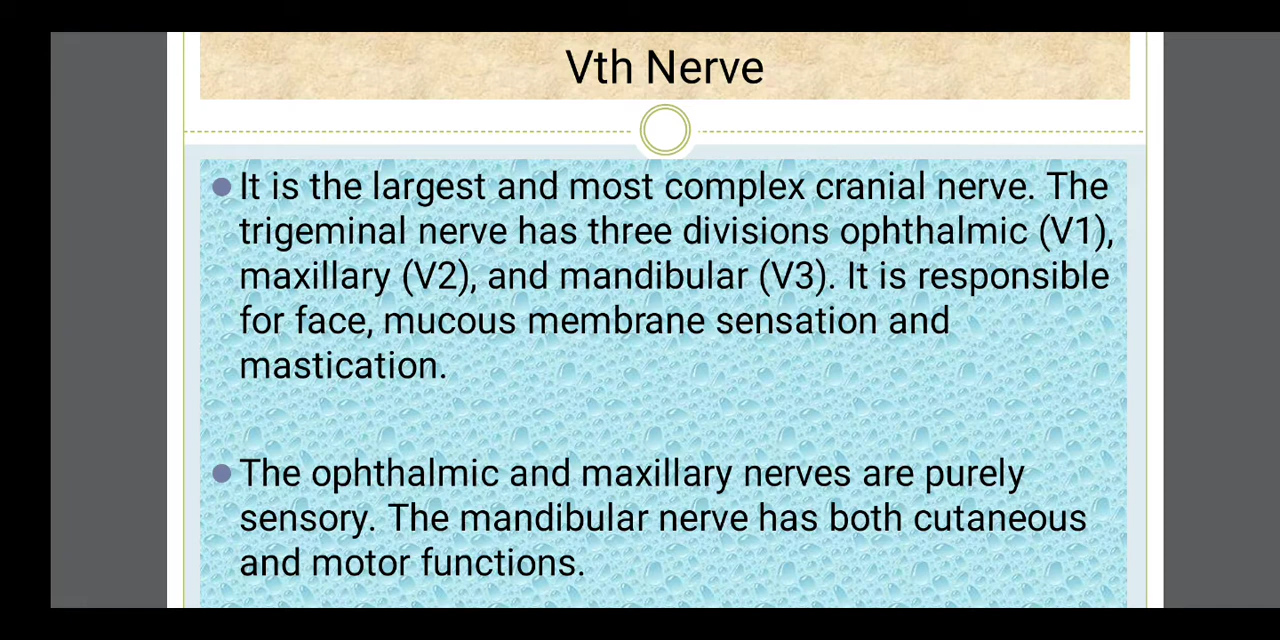 Vth Nerve
It is the largest and most complex cranial nerve. The
trigeminal nerve has three divisions ophthalmic (V1),
maxillary (V2), and mandibular (V3). It is responsible
for face, mucous membrane sensation and
mastication.
The ophthalmic and maxillary nerves are purely
sensory. The mandibular nerve has both cutaneous
and motor functions.